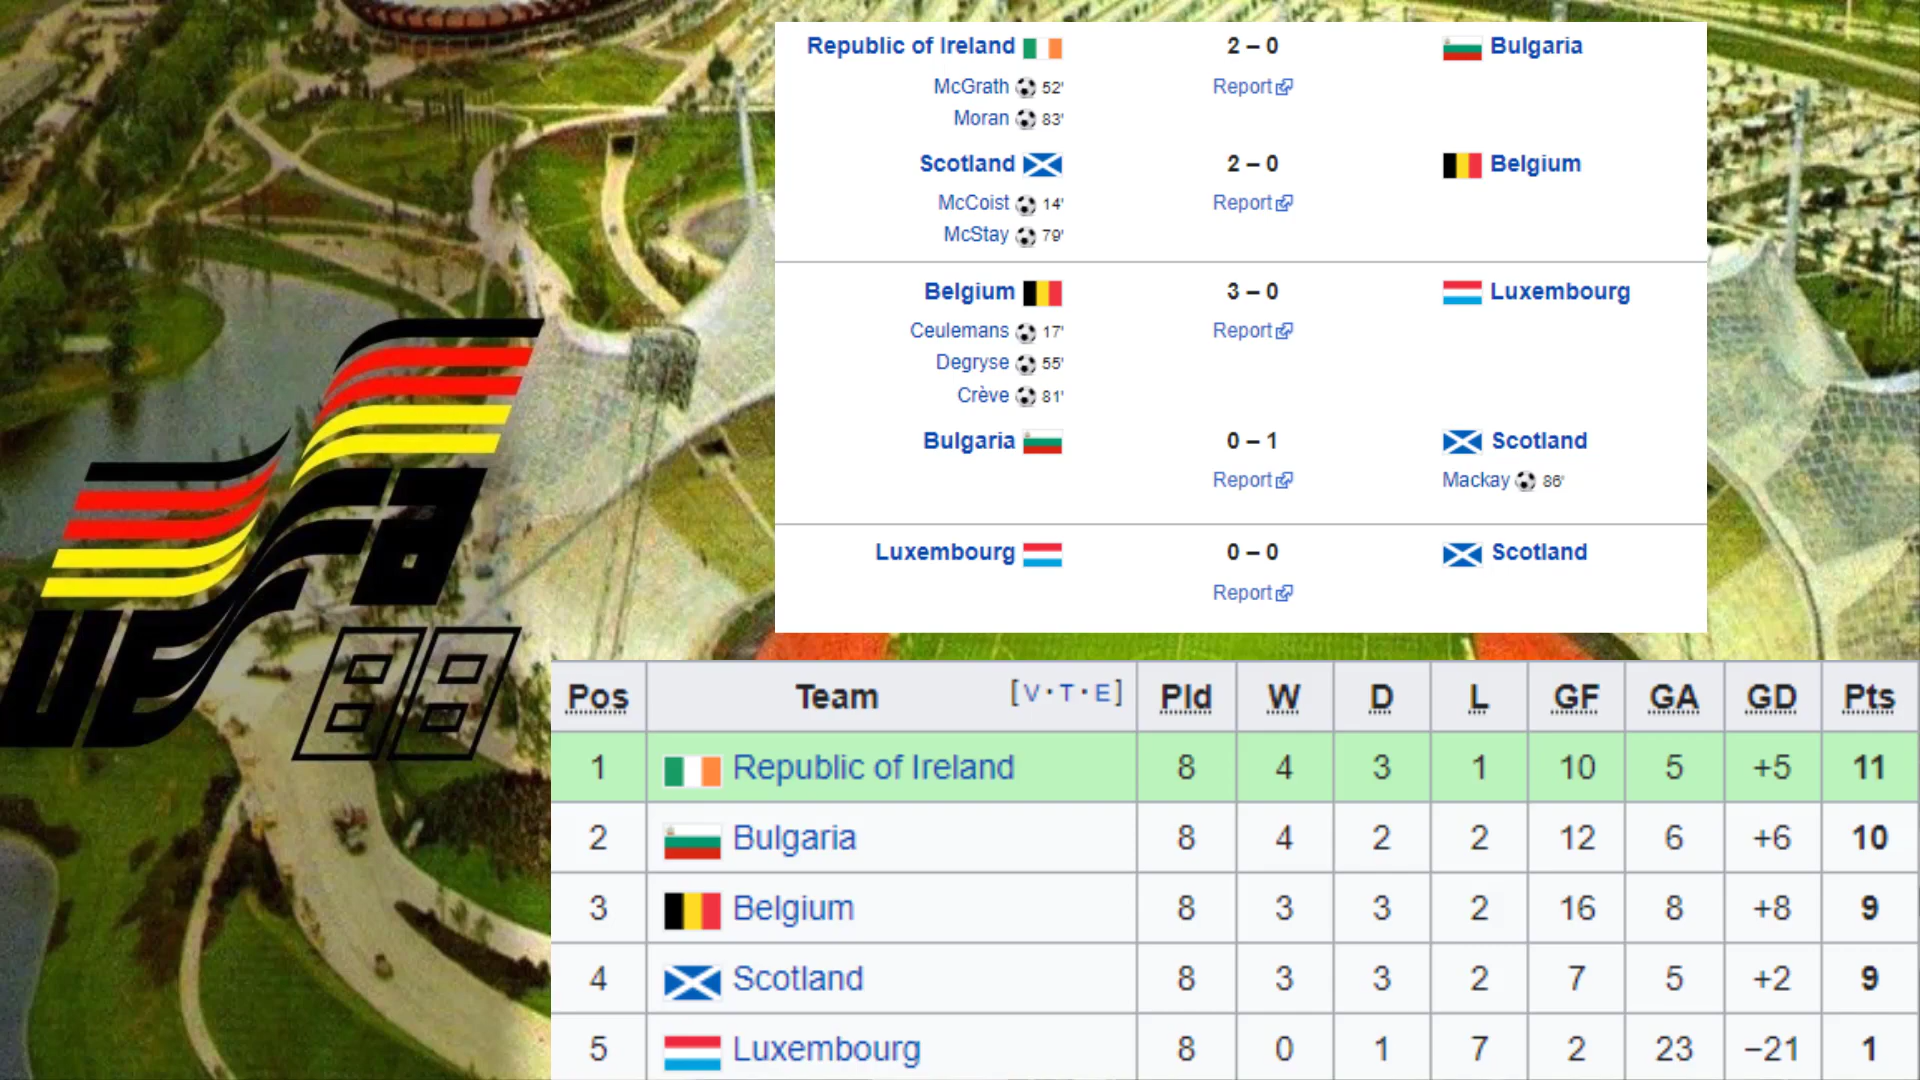 Republic of Ireland 2 – 0 Bulgaria
McGrath 52' Report
Moran 83'
Scotland 2 – 0 Belgium
McCoist 14' Report
McStay 79'
Belgium 3 – 0 Luxembourg
Ceulemans 17' Report
Degryse 55'
Crève 81'
Bulgaria 0 – 1 Scotland
Report Mackay 86'
Luxembourg 0 – 0 Scotland
Report
UEFA
88
Pos Team [V·T·E] Pld W D L GF GA GD Pts
1 Republic of Ireland 8 4 3 1 10 5 +5 11
2 Bulgaria 8 4 2 2 12 6 +6 10
3 Belgium 8 3 3 2 16 8 +8 9
4 Scotland 8 3 3 2 7 5 +2 9
5 Luxembourg 8 0 1 7 2 23 −21 1